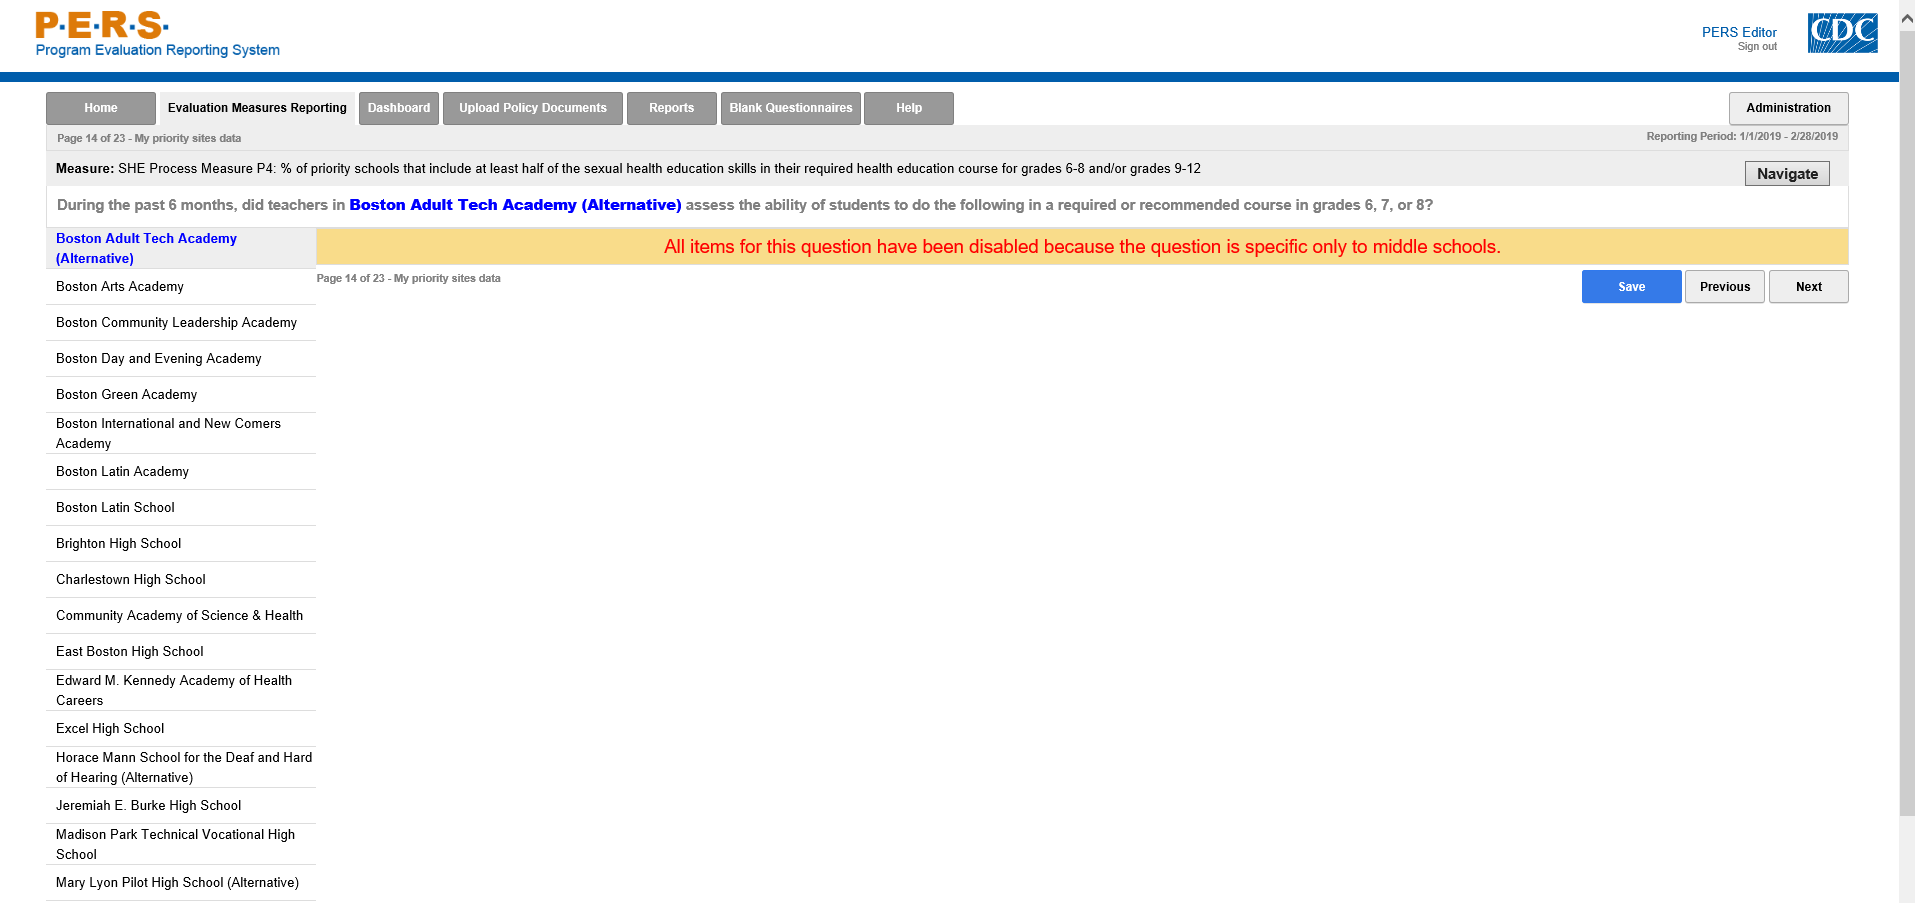 P·E·R·S·
Program Evaluation Reporting System
PERS Editor
Sign out
CDC
Home
Evaluation Measures Reporting
Dashboard
Upload Policy Documents
Reports
Blank Questionnaires
Help
Administration
Page 14 of 23 - My priority sites data
Reporting Period: 1/1/2019 - 2/28/2019
Measure: SHE Process Measure P4: % of priority schools that include at least half of the sexual health education skills in their required health education course for grades 6-8 and/or grades 9-12
Navigate
During the past 6 months, did teachers in Boston Adult Tech Academy (Alternative) assess the ability of students to do the following in a required or recommended course in grades 6, 7, or 8?
Boston Adult Tech Academy
(Alternative)
All items for this question have been disabled because the question is specific only to middle schools.
Page 14 of 23 - My priority sites data
Save
Previous
Next
Boston Arts Academy
Boston Community Leadership Academy
Boston Day and Evening Academy
Boston Green Academy
Boston International and New Comers
Academy
Boston Latin Academy
Boston Latin School
Brighton High School
Charlestown High School
Community Academy of Science & Health
East Boston High School
Edward M. Kennedy Academy of Health
Careers
Excel High School
Horace Mann School for the Deaf and Hard
of Hearing (Alternative)
Jeremiah E. Burke High School
Madison Park Technical Vocational High
School
Mary Lyon Pilot High School (Alternative)